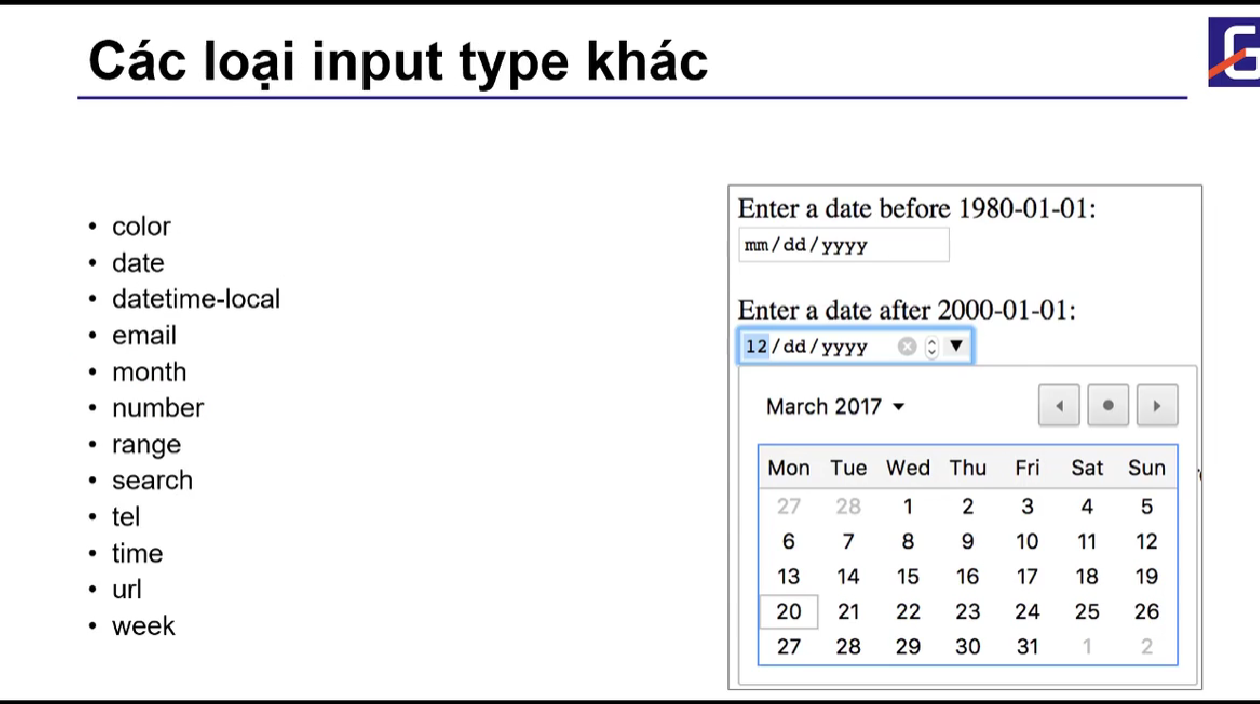 Các loại input type khác
G
• color
• date
• datetime-local
• email
• month
• number
• range
• search
• tel
• time
• url
• week
Enter a date before 1980-01-01:
mm/dd/yyyy
Enter a date after 2000-01-01:
12/dd/yyyy
March 2017
Mon Tue Wed Thu Fri Sat Sun
27 28 1 2 3 4 5
6 7 8 9 10 11 12
13 14 15 16 17 18 19
20 21 22 23 24 25 26
27 28 29 30 31 1 2